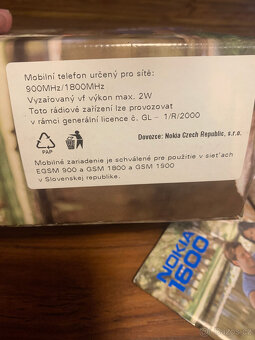 Mobilní telefon určený pro sítě:
900MHz/1800MHz
Vyzařovaný vf výkon max. 2W
Toto rádiové zařízení lze provozovat
v rámci generální licence č. GL - 1/R/2000
PAP
Dovozce: Nokia Czech Republic, s.r.o.
Mobilné zariadenie je schválené pre použitie v sieťach
EGSM 900 a GSM 1800 a GSM 1900
v Slovenskej republike.
NOKIA
1600